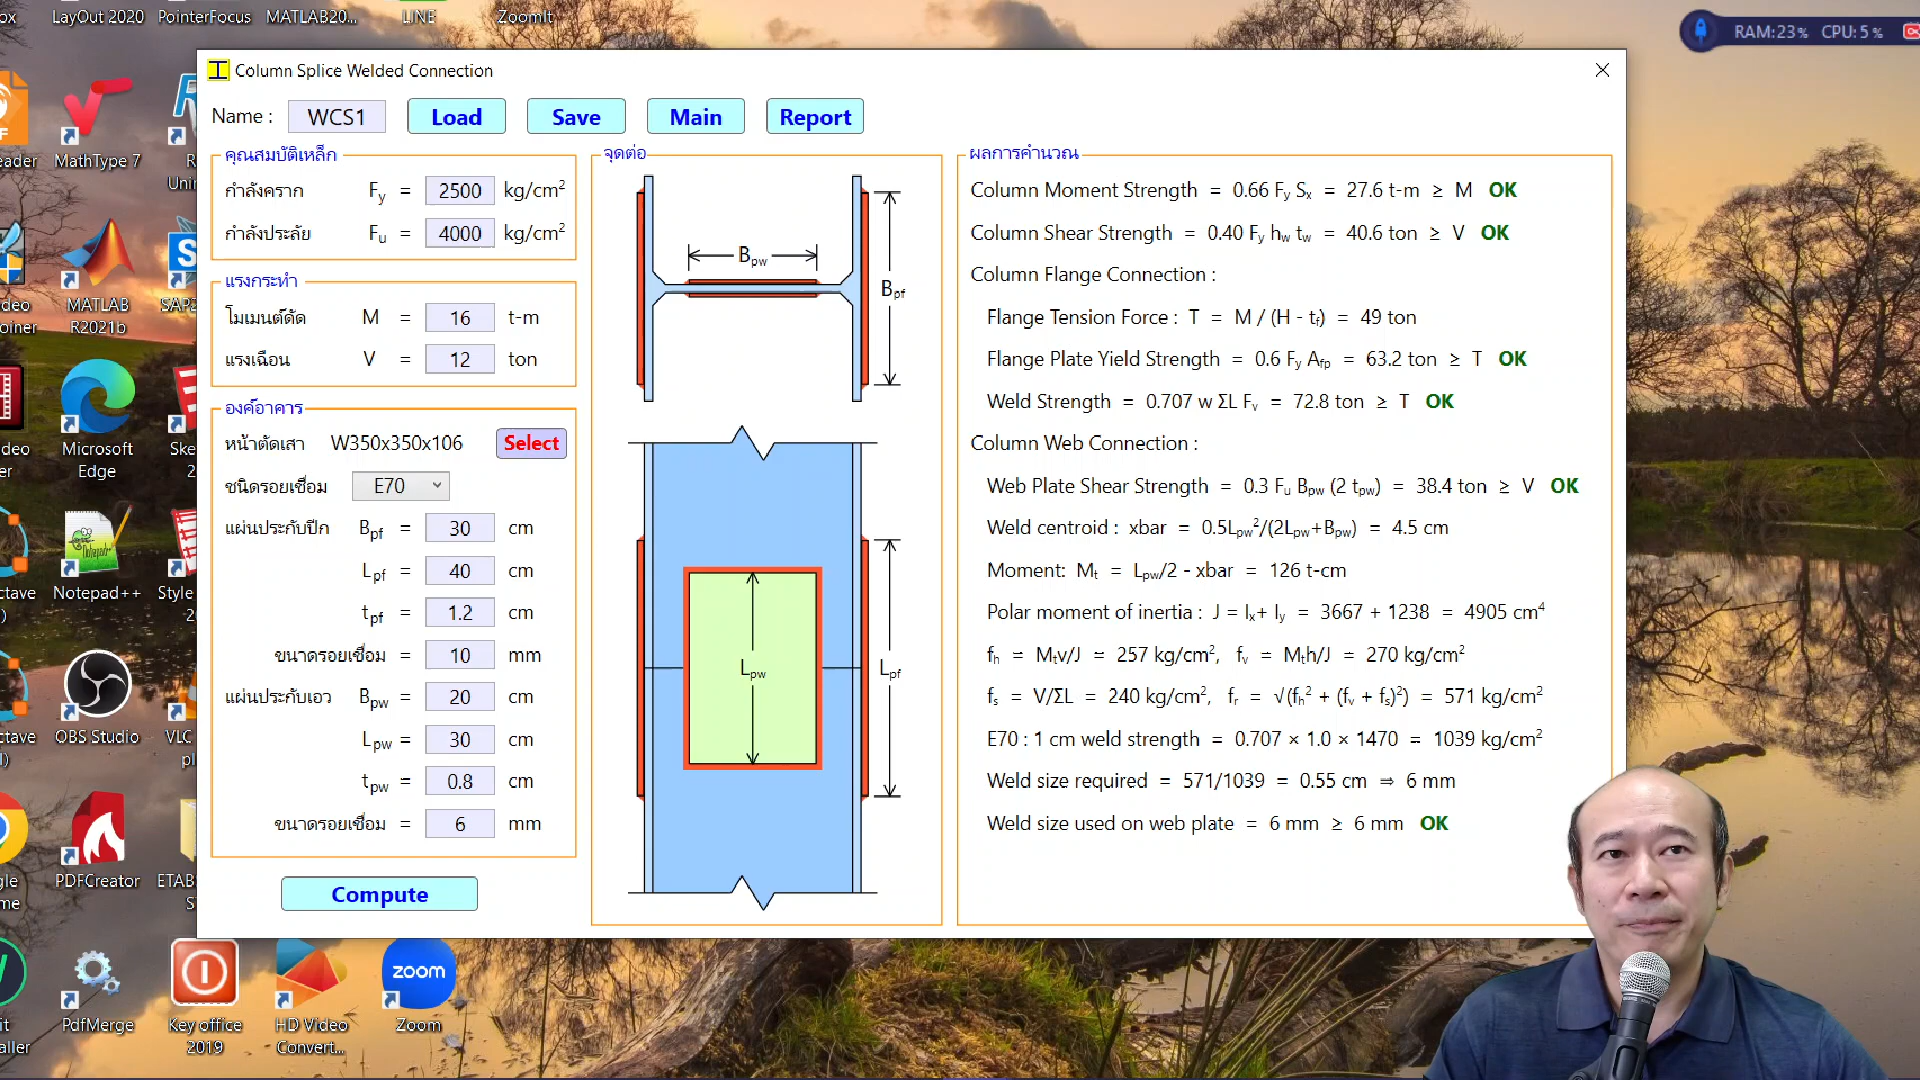 LayOut 2020 PointerFocus MATLAB20... LINE ZoomIt
RAM:23% CPU:5%
Column Splice Welded Connection
Name : WCS1 Load Save Main Report
คุณสมบัติเหล็ก
กำลังคราก Fy = 2500 kg/cm²
กำลังประลัย Fu = 4000 kg/cm²
แรงกระทำ
โมเมนต์ดัด M = 16 t-m
แรงเฉือน V = 12 ton
องค์อาคาร
หน้าตัดเสา W350x350x106 Select
ชนิดรอยเชื่อม E70
แผ่นประกับปีก Bpf = 30 cm
Lpf = 40 cm
tpf = 1.2 cm
ขนาดรอยเชื่อม = 10 mm
แผ่นประกับเอว Bpw = 20 cm
Lpw = 30 cm
tpw = 0.8 cm
ขนาดรอยเชื่อม = 6 mm
Compute
จุดต่อ
Bpw
Bpf
Lpw
Lpf
ผลการคำนวณ
Column Moment Strength = 0.66 Fy Sx = 27.6 t-m ≥ M OK
Column Shear Strength = 0.40 Fy hw tw = 40.6 ton ≥ V OK
Column Flange Connection :
Flange Tension Force : T = M / (H - tf) = 49 ton
Flange Plate Yield Strength = 0.6 Fy Afp = 63.2 ton ≥ T OK
Weld Strength = 0.707 w ΣL Fv = 72.8 ton ≥ T OK
Column Web Connection :
Web Plate Shear Strength = 0.3 Fu Bpw (2 tpw) = 38.4 ton ≥ V OK
Weld centroid : xbar = 0.5Lpw²/(2Lpw+Bpw) = 4.5 cm
Moment: Mt = Lpw/2 - xbar = 126 t-cm
Polar moment of inertia : J = Ix+ Iy = 3667 + 1238 = 4905 cm⁴
fh = Mtv/J = 257 kg/cm², fv = Mth/J = 270 kg/cm²
fs = V/ΣL = 240 kg/cm², fr = √(fh² + (fv + fs)²) = 571 kg/cm²
E70 : 1 cm weld strength = 0.707 × 1.0 × 1470 = 1039 kg/cm²
Weld size required = 571/1039 = 0.55 cm ⇒ 6 mm
Weld size used on web plate = 6 mm ≥ 6 mm OK
MathType 7
MATLAB
R2021b
Microsoft
Edge
Notepad++
OBS Studio
PDFCreator
PdfMerge
Key office
2019
HD Video
Convert...
zoom
Zoom